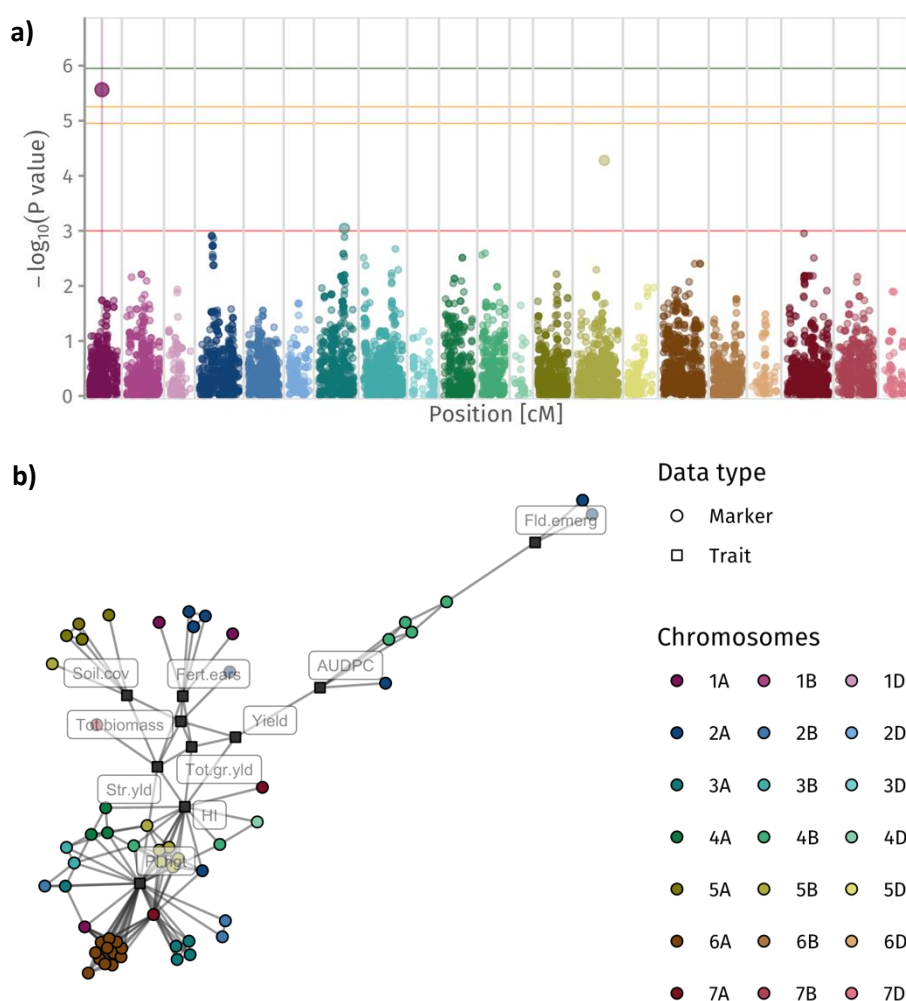 a)
6
5
4
3
2
1
0
−log₁₀(P value)
Position [cM]
b)
Fld.emerg
AUDPC
Soil.cov
Fert.ears
Tot.biomass
Yield
Tot.gr.yld
Str.yld
HI
Pl.hgt
Data type
Marker
Trait
Chromosomes
1A 1B 1D
2A 2B 2D
3A 3B 3D
4A 4B 4D
5A 5B 5D
6A 6B 6D
7A 7B 7D